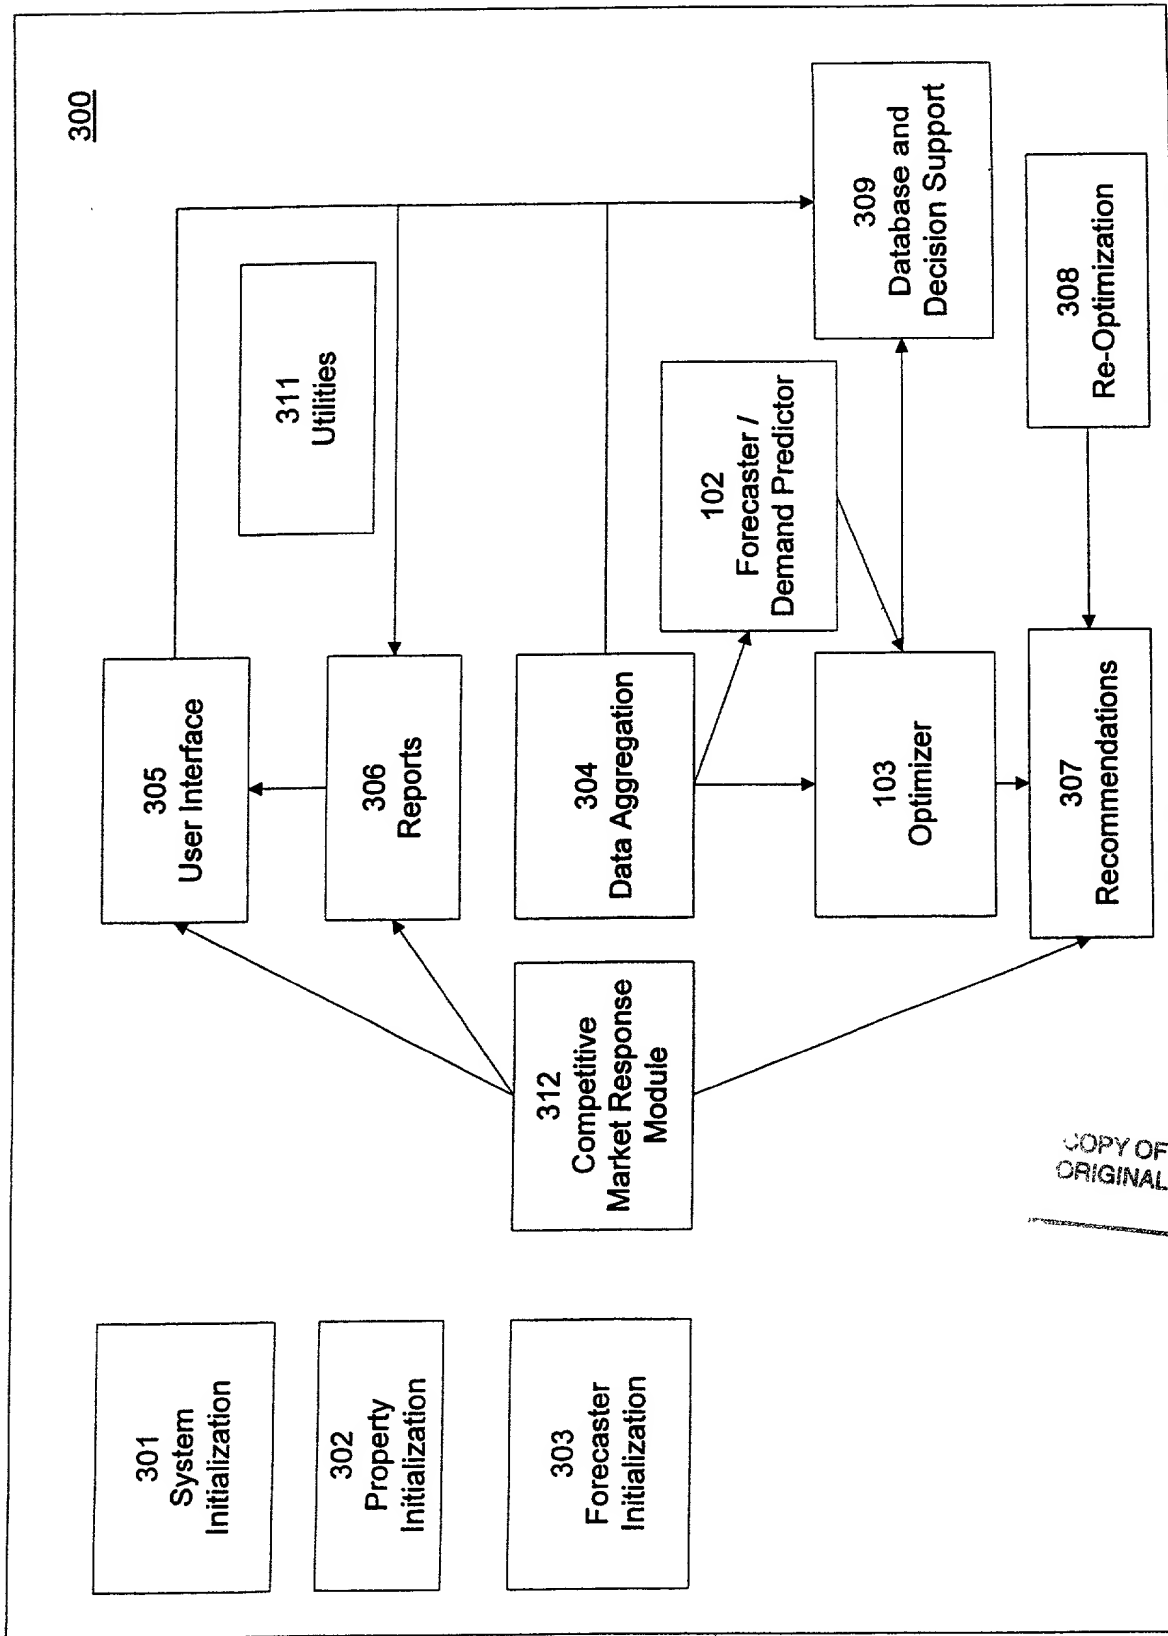 300
301
System
Initialization
305
User Interface
311
Utilities
302
Property
Initialization
306
Reports
303
Forecaster
Initialization
312
Competitive
Market Response
Module
304
Data Aggregation
102
Forecaster /
Demand Predictor
103
Optimizer
309
Database and
Decision Support
307
Recommendations
308
Re-Optimization
COPY OF
ORIGINAL